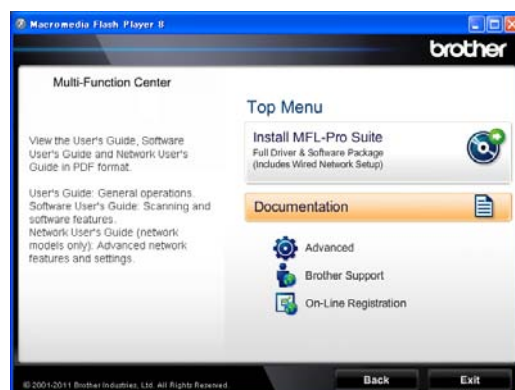 Macromedia Flash Player 8
brother
Multi-Function Center
View the User's Guide, Software
User's Guide and Network User's
Guide in PDF format.
User's Guide: General operations.
Software User's Guide: Scanning and
software features.
Network User's Guide (network
models only): Advanced network
features and settings.
Top Menu
Install MFL-Pro Suite
Full Driver & Software Package
(Includes Wired Network Setup)
Documentation
Advanced
Brother Support
On-Line Registration
© 2001-2011 Brother Industries, Ltd. All Rights Reserved.
Back
Exit